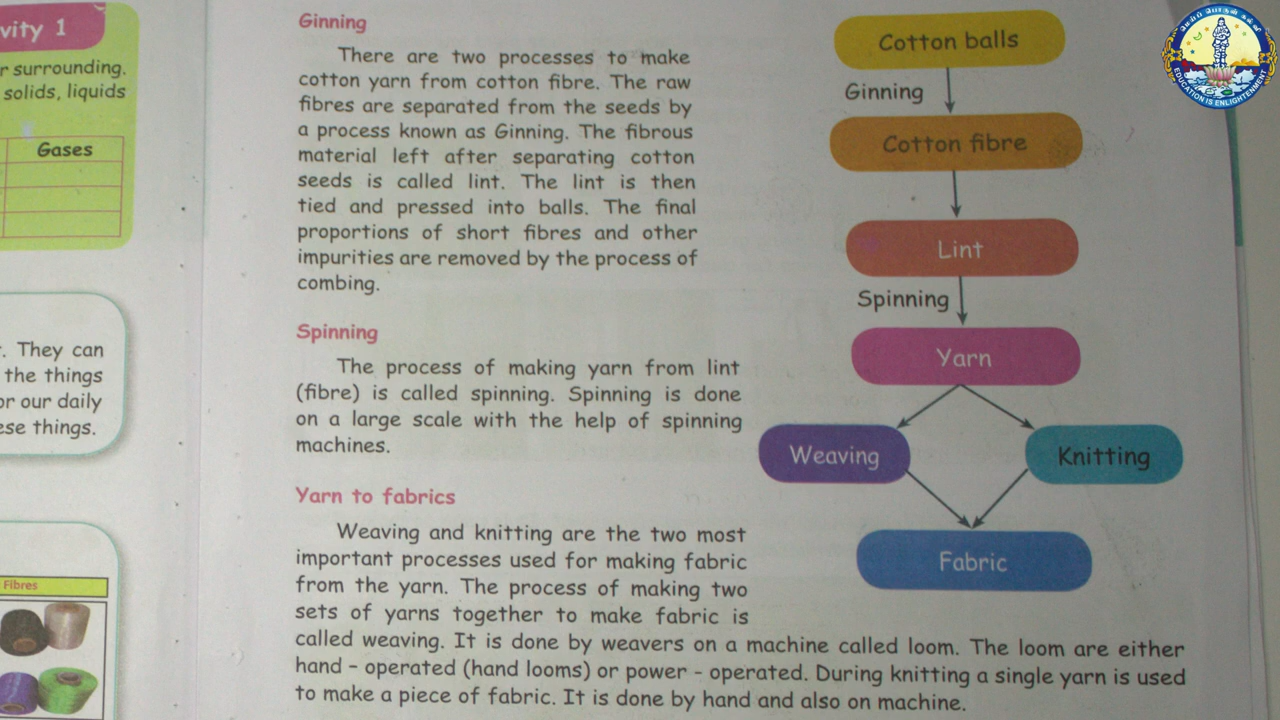 vity 1
r surrounding.
solids, liquids
Gases
. They can
the things
or our daily
ese things.
Fibres
Ginning
There are two processes to make
cotton yarn from cotton fibre. The raw
fibres are separated from the seeds by
a process known as Ginning. The fibrous
material left after separating cotton
seeds is called lint. The lint is then
tied and pressed into balls. The final
proportions of short fibres and other
impurities are removed by the process of
combing.
Spinning
The process of making yarn from lint
(fibre) is called spinning. Spinning is done
on a large scale with the help of spinning
machines.
Yarn to fabrics
Weaving and knitting are the two most
important processes used for making fabric
from the yarn. The process of making two
sets of yarns together to make fabric is
called weaving. It is done by weavers on a machine called loom. The loom are either
hand - operated (hand looms) or power - operated. During knitting a single yarn is used
to make a piece of fabric. It is done by hand and also on machine.
Cotton balls
Ginning
Cotton fibre
Lint
Spinning
Yarn
Weaving
Knitting
Fabric
EDUCATION IS ENLIGHTENMENT